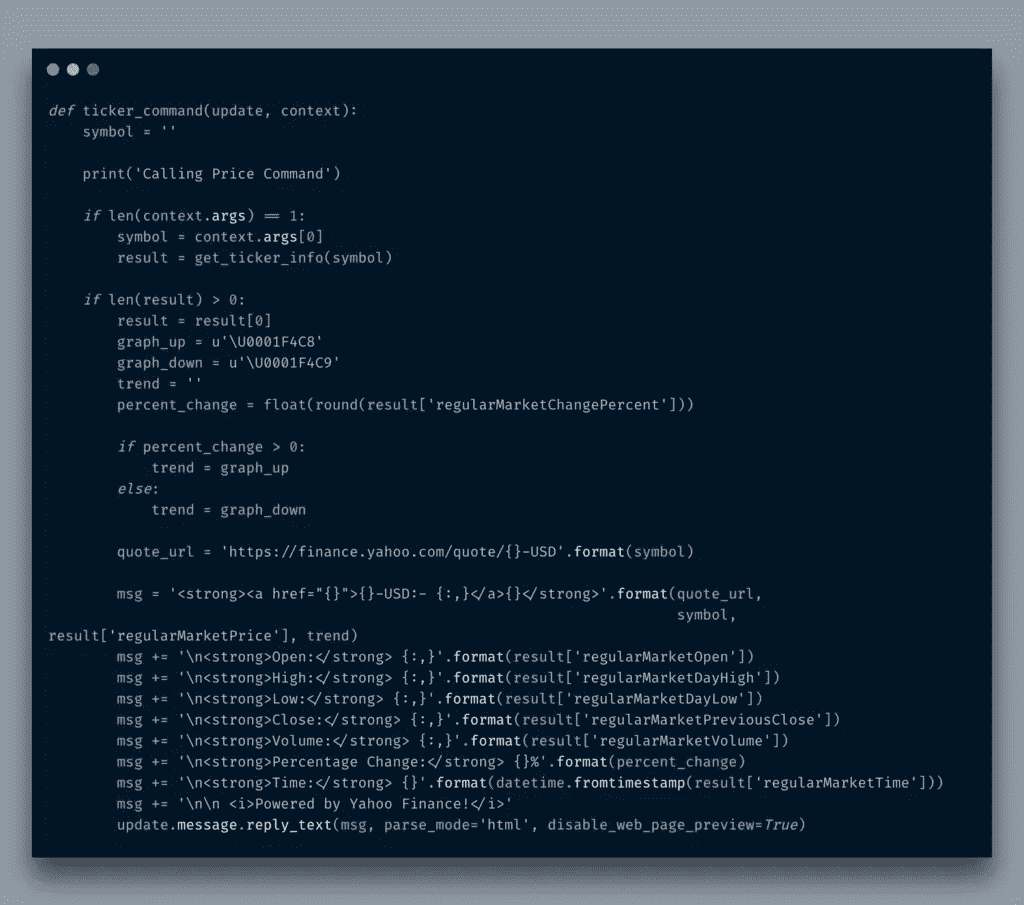 def ticker_command(update, context):
    symbol = ''

    print('Calling Price Command')

    if len(context.args) == 1:
        symbol = context.args[0]
        result = get_ticker_info(symbol)

    if len(result) > 0:
        result = result[0]
        graph_up = u'\U0001F4C8'
        graph_down = u'\U0001F4C9'
        trend = ''
        percent_change = float(round(result['regularMarketChangePercent']))

        if percent_change > 0:
            trend = graph_up
        else:
            trend = graph_down

        quote_url = 'https://finance.yahoo.com/quote/{}-USD'.format(symbol)

        msg = '<strong><a href="{}">{}-USD:- {:,}</a>{}</strong>'.format(quote_url,
                                                                         symbol,
result['regularMarketPrice'], trend)
        msg += '\n<strong>Open:</strong> {:,}'.format(result['regularMarketOpen'])
        msg += '\n<strong>High:</strong> {:,}'.format(result['regularMarketDayHigh'])
        msg += '\n<strong>Low:</strong> {:,}'.format(result['regularMarketDayLow'])
        msg += '\n<strong>Close:</strong> {:,}'.format(result['regularMarketPreviousClose'])
        msg += '\n<strong>Volume:</strong> {:,}'.format(result['regularMarketVolume'])
        msg += '\n<strong>Percentage Change:</strong> {}%'.format(percent_change)
        msg += '\n<strong>Time:</strong> {}'.format(datetime.fromtimestamp(result['regularMarketTime']))
        msg += '\n\n <i>Powered by Yahoo Finance!</i>'
        update.message.reply_text(msg, parse_mode='html', disable_web_page_preview=True)